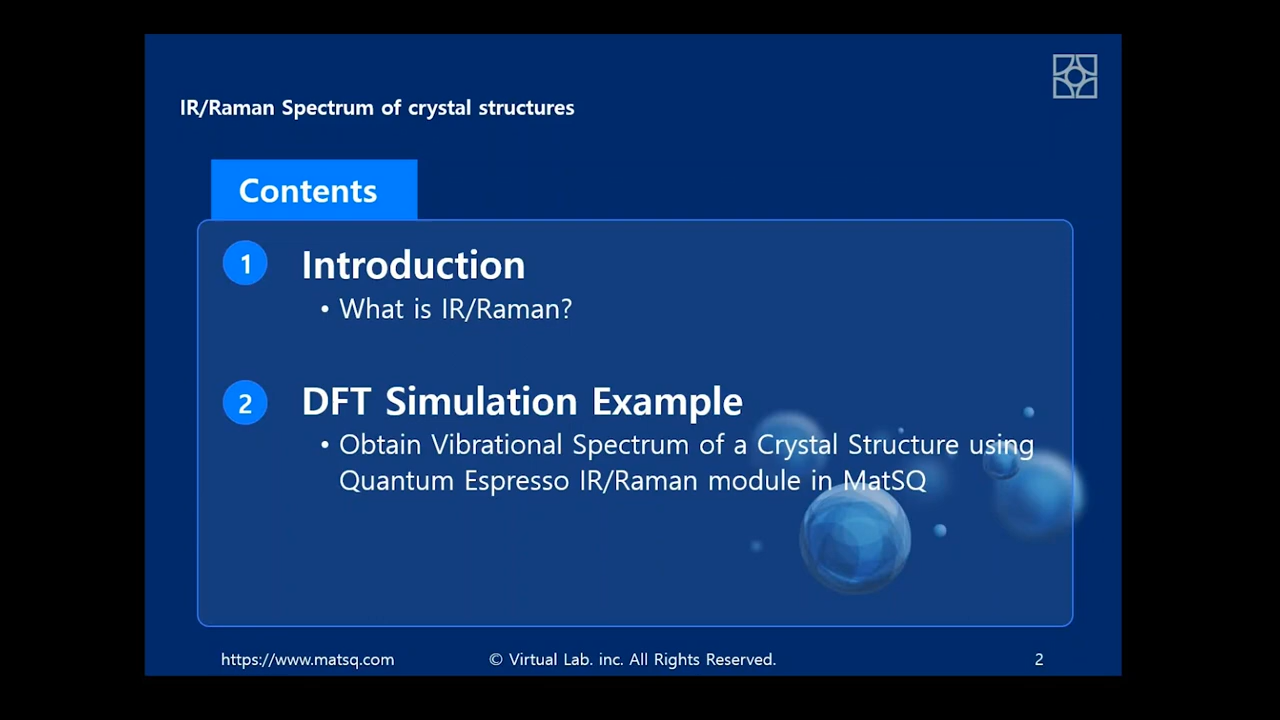 IR/Raman Spectrum of crystal structures
Contents
1 Introduction
• What is IR/Raman?
2 DFT Simulation Example
• Obtain Vibrational Spectrum of a Crystal Structure using
Quantum Espresso IR/Raman module in MatSQ
https://www.matsq.com © Virtual Lab. inc. All Rights Reserved. 2